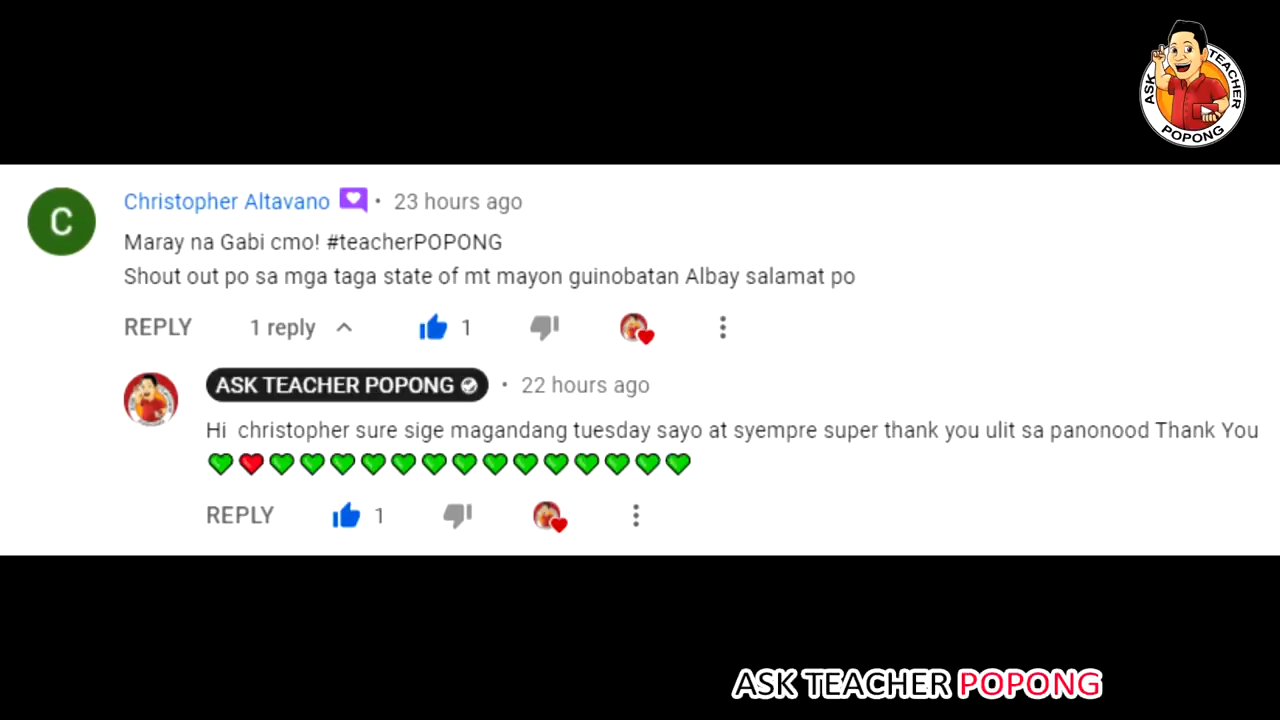 ASK TEACHER POPONG
C
Christopher Altavano • 23 hours ago
Maray na Gabi cmo! #teacherPOPONG
Shout out po sa mga taga state of mt mayon guinobatan Albay salamat po
REPLY 1 reply 1
ASK TEACHER POPONG • 22 hours ago
Hi christopher sure sige magandang tuesday sayo at syempre super thank you ulit sa panonood Thank You
💚❤️💚💚💚💚💚💚💚💚💚💚💚💚💚💚
REPLY 1
ASK TEACHER POPONG